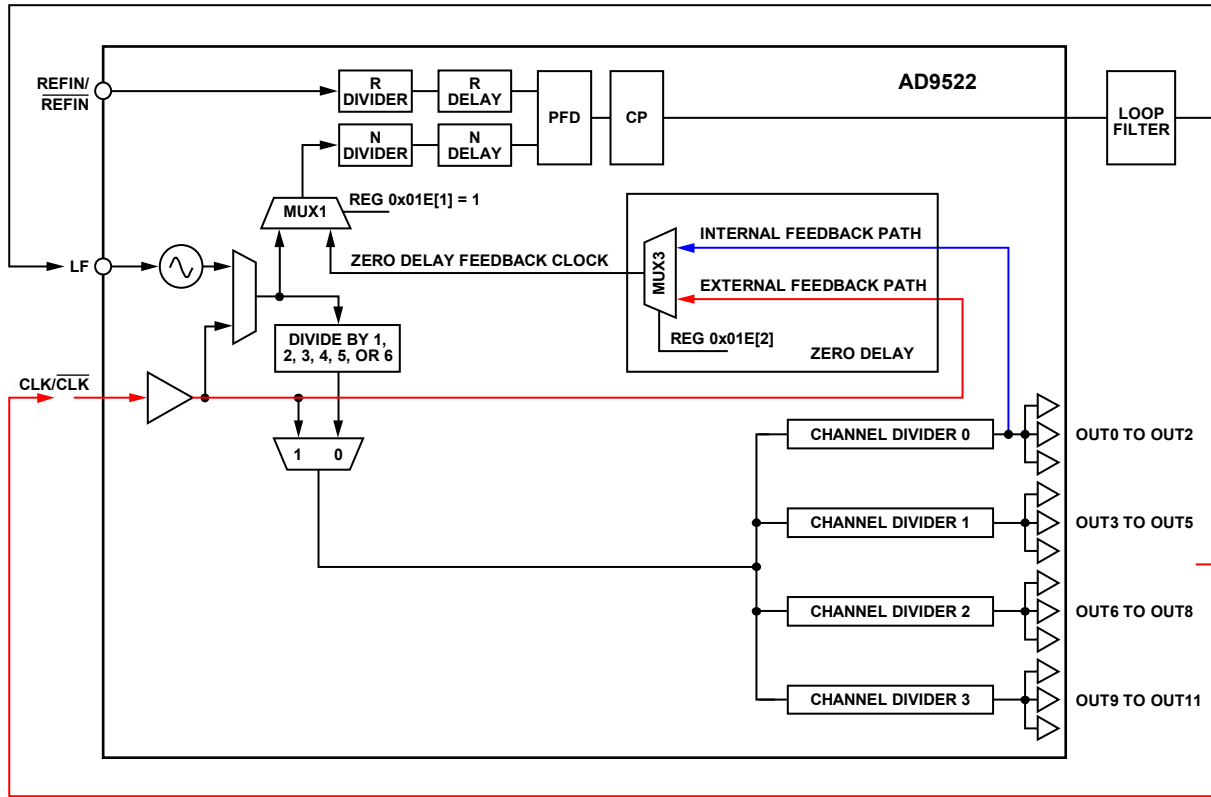 AD9522
REFIN/
REFIN
R
DIVIDER
R
DELAY
PFD
CP
LOOP
FILTER
N
DIVIDER
N
DELAY
REG 0x01E[1] = 1
MUX1
INTERNAL FEEDBACK PATH
LF
ZERO DELAY FEEDBACK CLOCK
MUX3
EXTERNAL FEEDBACK PATH
REG 0x01E[2]
ZERO DELAY
DIVIDE BY 1,
2, 3, 4, 5, OR 6
CLK/CLK
1 0
CHANNEL DIVIDER 0
OUT0 TO OUT2
CHANNEL DIVIDER 1
OUT3 TO OUT5
CHANNEL DIVIDER 2
OUT6 TO OUT8
CHANNEL DIVIDER 3
OUT9 TO OUT11